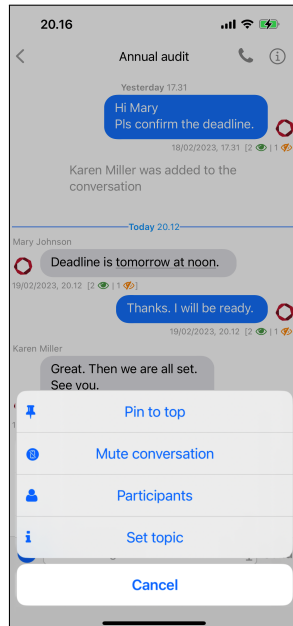 20.16
Annual audit
Yesterday 17.31
Hi Mary
Pls confirm the deadline.
18/02/2023, 17.31 [2 | 1
Karen Miller was added to the
conversation
Today 20.12
Mary Johnson
Deadline is tomorrow at noon.
19/02/2023, 20.12 [2 | 1 ]
Thanks. I will be ready.
19/02/2023, 20.12 [2 | 1
Karen Miller
Great. Then we are all set.
See you.
Pin to top
Mute conversation
Participants
Set topic
Cancel